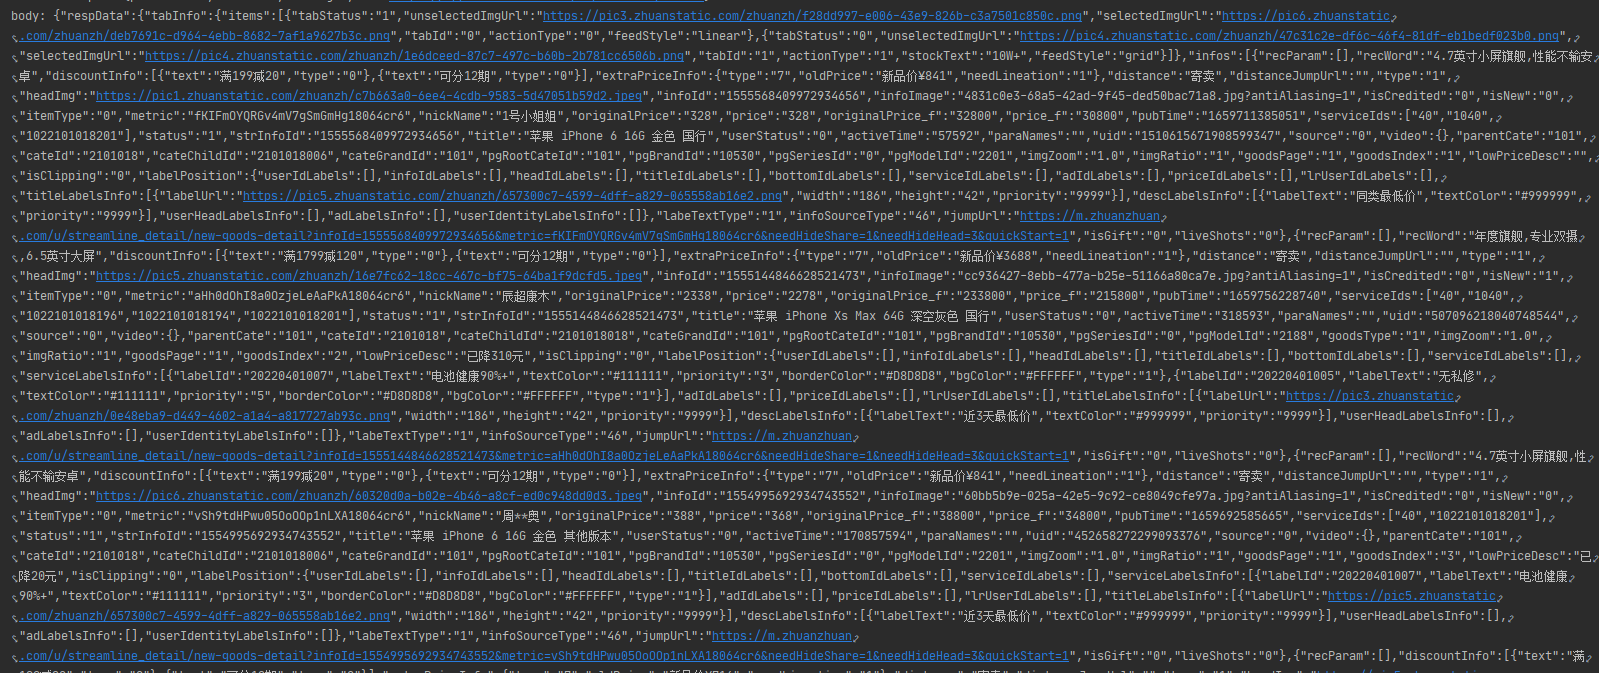 body: {"respData":{"tabInfo":{"items":[{"tabStatus":"1","unselectedImgUrl":"https://pic3.zhuanstatic.com/zhuanzh/f28dd997-e006-43e9-826b-c3a7501c850c.png","selectedImgUrl":"https://pic6.zhuanstatic
.com/zhuanzh/deb7691c-d964-4ebb-8682-7af1a9627b3c.png","tabId":"0","actionType":"0","feedStyle":"linear"},{"tabStatus":"0","unselectedImgUrl":"https://pic4.zhuanstatic.com/zhuanzh/47c31c2e-df6c-46f4-81df-eb1bedf023b0.png",
"selectedImgUrl":"https://pic4.zhuanstatic.com/zhuanzh/1e6dceed-87c7-497c-b60b-2b781cc6506b.png","tabId":"1","actionType":"1","stockText":"10W+","feedStyle":"grid"}]},"infos":[{"recParam":[],"recWord":"4.7英寸小屏旗舰,性能不输安
卓","discountInfo":[{"text":"满199减20","type":"0"},{"text":"可分12期","type":"0"}],"extraPriceInfo":{"type":"7","oldPrice":"新品价¥841","needLineation":"1"},"distance":"寄卖","distanceJumpUrl":"","type":"1",
"headImg":"https://pic1.zhuanstatic.com/zhuanzh/c7b663a0-6ee4-4cdb-9583-5d47051b59d2.jpeg","infoId":"1555568409972934656","infoImage":"4831c0e3-68a5-42ad-9f45-ded50bac71a8.jpg?antiAliasing=1","isCredited":"0","isNew":"0",
"itemType":"0","metric":"fKIFmOYQRGv4mV7gSmGmHg18064cr6","nickName":"1号小姐姐","originalPrice":"328","price":"328","originalPrice_f":"32800","price_f":"30800","pubTime":"1659711385051","serviceIds":["40","1040",
"1022101018201"],"status":"1","strInfoId":"1555568409972934656","title":"苹果 iPhone 6 16G 金色 国行","userStatus":"0","activeTime":"57592","paraNames":"","uid":"1510615671908599347","source":"0","video":{},"parentCate":"101",
"cateId":"2101018","cateChildId":"2101018006","cateGrandId":"101","pgRootCateId":"101","pgBrandId":"10530","pgSeriesId":"0","pgModelId":"2201","imgZoom":"1.0","imgRatio":"1","goodsPage":"1","goodsIndex":"1","lowPriceDesc":"",
"isClipping":"0","labelPosition":{"userIdLabels":[],"infoIdLabels":[],"headIdLabels":[],"titleIdLabels":[],"bottomIdLabels":[],"serviceIdLabels":[],"adIdLabels":[],"priceIdLabels":[],"lrUserIdLabels":[],
"titleLabelsInfo":[{"labelUrl":"https://pic5.zhuanstatic.com/zhuanzh/657300c7-4599-4dff-a829-065558ab16e2.png","width":"186","height":"42","priority":"9999"}],"descLabelsInfo":[{"labelText":"同类最低价","textColor":"#999999",
"priority":"9999"}],"userHeadLabelsInfo":[],"adLabelsInfo":[],"userIdentityLabelsInfo":[]},"labeTextType":"1","infoSourceType":"46","jumpUrl":"https://m.zhuanzhuan
.com/u/streamline_detail/new-goods-detail?infoId=1555568409972934656&metric=fKIFmOYQRGv4mV7gSmGmHg18064cr6&needHideShare=1&needHideHead=3&quickStart=1","isGift":"0","liveShots":"0"},{"recParam":[],"recWord":"年度旗舰,专业双摄
,6.5英寸大屏","discountInfo":[{"text":"满1799减120","type":"0"},{"text":"可分12期","type":"0"}],"extraPriceInfo":{"type":"7","oldPrice":"新品价¥3688","needLineation":"1"},"distance":"寄卖","distanceJumpUrl":"","type":"1",
"headImg":"https://pic5.zhuanstatic.com/zhuanzh/16e7fc62-18cc-467c-bf75-64ba1f9dcfd5.jpeg","infoId":"1555144846628521473","infoImage":"cc936427-8ebb-477a-b25e-51166a80ca7e.jpg?antiAliasing=1","isCredited":"0","isNew":"1",
"itemType":"0","metric":"aHh0dOhI8a0OzjeLeAaPkA18064cr6","nickName":"辰超康木","originalPrice":"2338","price":"2278","originalPrice_f":"233800","price_f":"215800","pubTime":"1659756228740","serviceIds":["40","1040",
"1022101018196","1022101018194","1022101018201"],"status":"1","strInfoId":"1555144846628521473","title":"苹果 iPhone Xs Max 64G 深空灰色 国行","userStatus":"0","activeTime":"318593","paraNames":"","uid":"507096218040748544",
"source":"0","video":{},"parentCate":"101","cateId":"2101018","cateChildId":"2101018018","cateGrandId":"101","pgRootCateId":"101","pgBrandId":"10530","pgSeriesId":"0","pgModelId":"2188","goodsType":"1","imgZoom":"1.0",
"imgRatio":"1","goodsPage":"1","goodsIndex":"2","lowPriceDesc":"已降310元","isClipping":"0","labelPosition":{"userIdLabels":[],"infoIdLabels":[],"headIdLabels":[],"titleIdLabels":[],"bottomIdLabels":[],"serviceIdLabels":[],
"serviceLabelsInfo":[{"labelId":"20220401007","labelText":"电池健康90%+","textColor":"#111111","priority":"3","borderColor":"#D8D8D8","bgColor":"#FFFFFF","type":"1"},{"labelId":"20220401005","labelText":"无私修",
"textColor":"#111111","priority":"5","borderColor":"#D8D8D8","bgColor":"#FFFFFF","type":"1"}],"adIdLabels":[],"priceIdLabels":[],"lrUserIdLabels":[],"titleLabelsInfo":[{"labelUrl":"https://pic3.zhuanstatic
.com/zhuanzh/0e48eba9-d449-4602-a1a4-a817727ab93c.png","width":"186","height":"42","priority":"9999"}],"descLabelsInfo":[{"labelText":"近3天最低价","textColor":"#999999","priority":"9999"}],"userHeadLabelsInfo":[],
"adLabelsInfo":[],"userIdentityLabelsInfo":[]},"labeTextType":"1","infoSourceType":"46","jumpUrl":"https://m.zhuanzhuan
.com/u/streamline_detail/new-goods-detail?infoId=1555144846628521473&metric=aHh0dOhI8a0OzjeLeAaPkA18064cr6&needHideShare=1&needHideHead=3&quickStart=1","isGift":"0","liveShots":"0"},{"recParam":[],"recWord":"4.7英寸小屏旗舰,性
能不输安卓","discountInfo":[{"text":"满199减20","type":"0"},{"text":"可分12期","type":"0"}],"extraPriceInfo":{"type":"7","oldPrice":"新品价¥841","needLineation":"1"},"distance":"寄卖","distanceJumpUrl":"","type":"1",
"headImg":"https://pic6.zhuanstatic.com/zhuanzh/60320d0a-b02e-4b46-a8cf-ed0c948dd0d3.jpeg","infoId":"1554995692934743552","infoImage":"60bb5b9e-025a-42e5-9c92-ce8049cfe97a.jpg?antiAliasing=1","isCredited":"0","isNew":"0",
"itemType":"0","metric":"vSh9tdHPwu05OoOOp1nLXA18064cr6","nickName":"周**奥","originalPrice":"388","price":"368","originalPrice_f":"38800","price_f":"34800","pubTime":"1659692585665","serviceIds":["40","1022101018201"],
"status":"1","strInfoId":"1554995692934743552","title":"苹果 iPhone 6 16G 金色 其他版本","userStatus":"0","activeTime":"170857594","paraNames":"","uid":"452658272299093376","source":"0","video":{},"parentCate":"101",
"cateId":"2101018","cateChildId":"2101018006","cateGrandId":"101","pgRootCateId":"101","pgBrandId":"10530","pgSeriesId":"0","pgModelId":"2201","imgZoom":"1.0","imgRatio":"1","goodsPage":"1","goodsIndex":"3","lowPriceDesc":"已
降20元","isClipping":"0","labelPosition":{"userIdLabels":[],"infoIdLabels":[],"headIdLabels":[],"titleIdLabels":[],"bottomIdLabels":[],"serviceIdLabels":[],"serviceLabelsInfo":[{"labelId":"20220401007","labelText":"电池健康
90%+","textColor":"#111111","priority":"3","borderColor":"#D8D8D8","bgColor":"#FFFFFF","type":"1"}],"adIdLabels":[],"priceIdLabels":[],"lrUserIdLabels":[],"titleLabelsInfo":[{"labelUrl":"https://pic5.zhuanstatic
.com/zhuanzh/657300c7-4599-4dff-a829-065558ab16e2.png","width":"186","height":"42","priority":"9999"}],"descLabelsInfo":[{"labelText":"近3天最低价","textColor":"#999999","priority":"9999"}],"userHeadLabelsInfo":[],
"adLabelsInfo":[],"userIdentityLabelsInfo":[]},"labeTextType":"1","infoSourceType":"46","jumpUrl":"https://m.zhuanzhuan
.com/u/streamline_detail/new-goods-detail?infoId=1554995692934743552&metric=vSh9tdHPwu05OoOOp1nLXA18064cr6&needHideShare=1&needHideHead=3&quickStart=1","isGift":"0","liveShots":"0"},{"recParam":[],"discountInfo":[{"text":"满